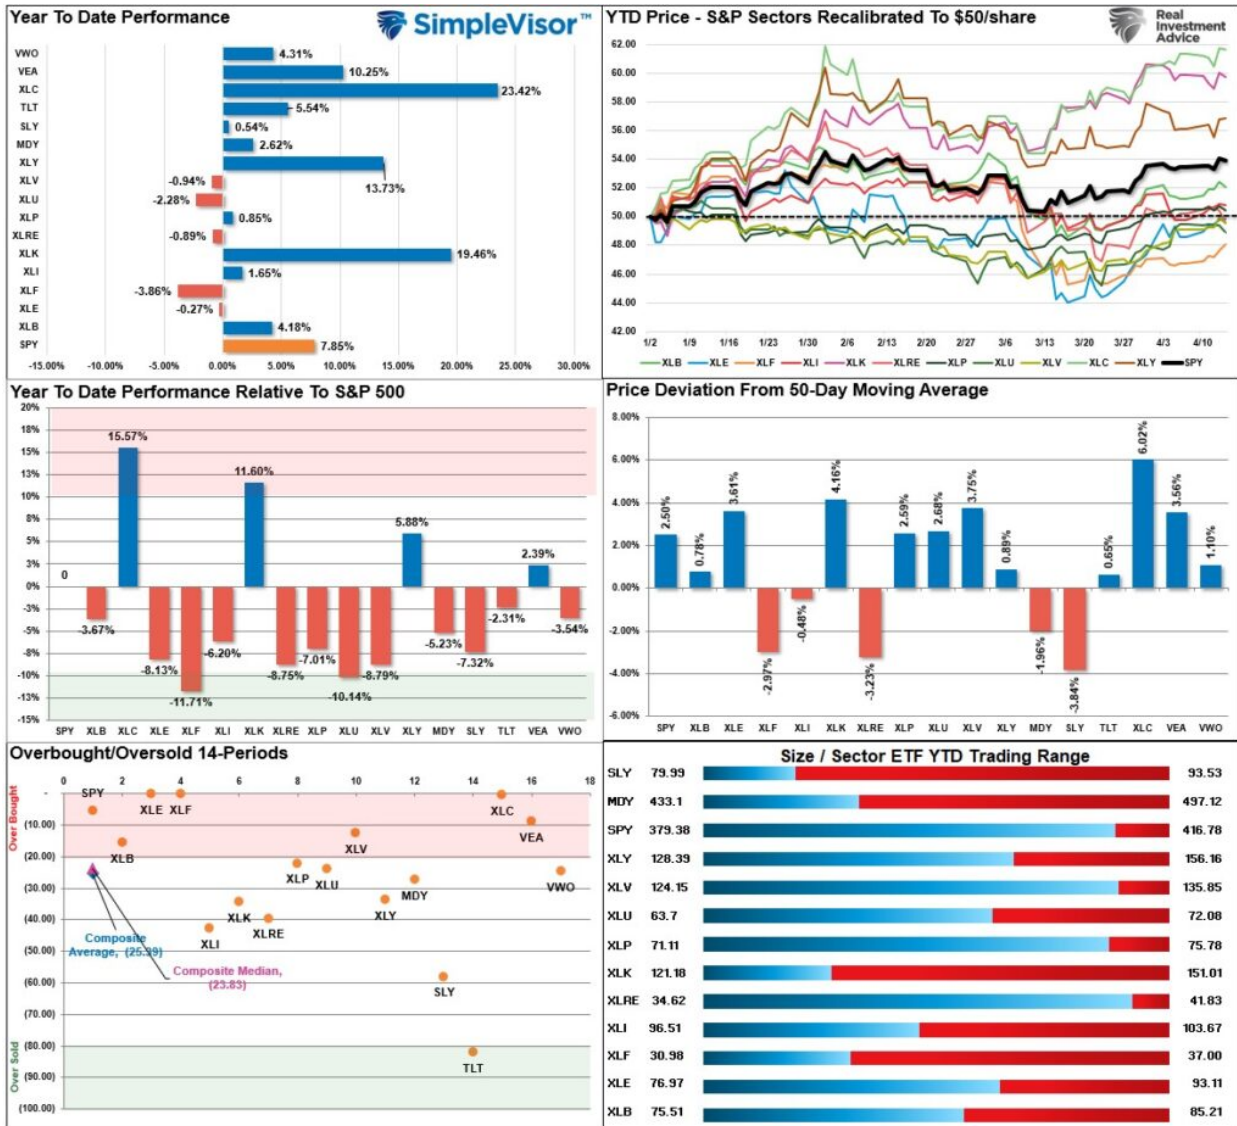 Year To Date Performance
SimpleVisor™
VWO 4.31%
VEA 10.25%
XLC 23.42%
TLT 5.54%
SLY 0.54%
MDY 2.62%
XLY 13.73%
XLV -0.94%
XLU -2.28%
XLP 0.85%
XLRE -0.89%
XLK 19.46%
XLI 1.65%
XLF -3.86%
XLE -0.27%
XLB 4.18%
SPY 7.85%
-15.00% -10.00% -5.00% 0.00% 5.00% 10.00% 15.00% 20.00% 25.00% 30.00%
YTD Price - S&P Sectors Recalibrated To $50/share
Real
Investment
Advice
62.00
60.00
58.00
56.00
54.00
52.00
50.00
48.00
46.00
44.00
42.00
1/2 1/9 1/16 1/23 1/30 2/6 2/13 2/20 2/27 3/6 3/13 3/20 3/27 4/3 4/10
XLB XLE XLF XLI XLK XLRE XLP XLU XLV XLC XLY SPY
Year To Date Performance Relative To S&P 500
20%
18%
15%
13%
10%
8%
5%
3%
0%
-3%
-5%
-8%
-10%
-13%
-15%
0 -3.67% 15.57% -8.13% -11.71% -6.20% 11.60% -8.75% -7.01% -10.14% -8.79% 5.88% -5.23% -7.32% -2.31% 2.39% -3.54%
SPY XLB XLC XLE XLF XLI XLK XLRE XLP XLU XLV XLY MDY SLY TLT VEA VWO
Price Deviation From 50-Day Moving Average
8.00%
6.00%
4.00%
2.00%
0.00%
-2.00%
-4.00%
-6.00%
2.50% 0.78% 3.61% -2.97% -0.48% 4.16% -3.23% 2.59% 2.68% 3.75% 0.89% -1.96% -3.84% 0.65% 6.02% 3.56% 1.10%
SPY XLB XLE XLF XLI XLK XLRE XLP XLU XLV XLY MDY SLY TLT XLC VEA VWO
Overbought/Oversold 14-Periods
0 2 4 6 8 10 12 14 16 18
Over Bought
Over Sold
-
(10.00)
(20.00)
(30.00)
(40.00)
(50.00)
(60.00)
(70.00)
(80.00)
(90.00)
(100.00)
SPY
XLE
XLF
XLC
VEA
XLB
XLV
XLP
XLU
MDY
VWO
XLK
XLY
XLRE
XLI
Composite
Average, (25.39)
Composite Median,
(23.83)
SLY
TLT
Size / Sector ETF YTD Trading Range
SLY 79.99 93.53
MDY 433.1 497.12
SPY 379.38 416.78
XLY 128.39 156.16
XLV 124.15 135.85
XLU 63.7 72.08
XLP 71.11 75.78
XLK 121.18 151.01
XLRE 34.62 41.83
XLI 96.51 103.67
XLF 30.98 37.00
XLE 76.97 93.11
XLB 75.51 85.21